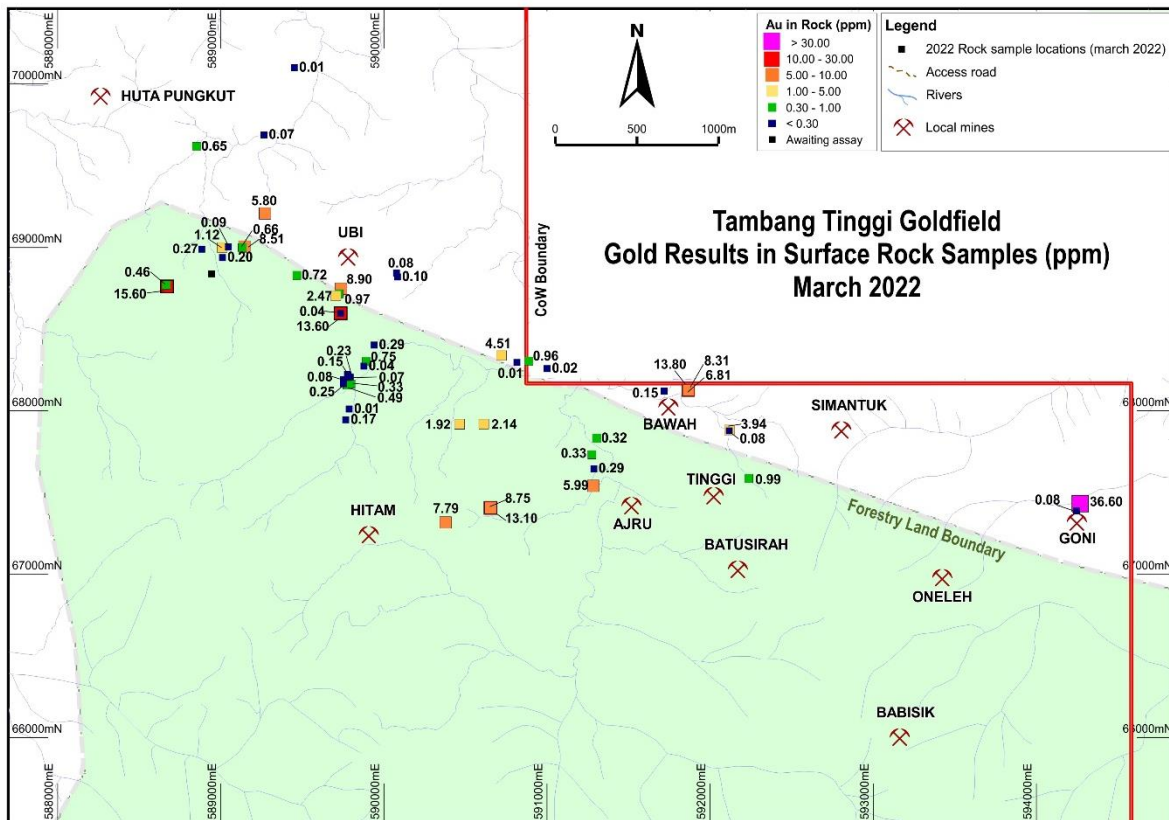 588000mE
589000mE
590000mE
70000mN
69000mN
68000mN
67000mN
66000mN
HUTA PUNGKUT
0.01
0.07
0.65
5.80
0.09
0.66
1.12
8.51
0.27
0.20
UBI
0.08
0.10
0.46
15.60
0.72
8.90
2.47
0.97
0.04
13.60
0.29
0.23
0.75
0.15
0.04
0.08
0.07
0.33
0.25
0.49
0.01
0.17
4.51
0.96
0.01
0.02
1.92
2.14
0.32
0.33
0.29
5.99
7.79
8.75
13.10
HITAM
AJRU
13.80
8.31
6.81
0.15
BAWAH
3.94
0.08
SIMANTUK
TINGGI
0.99
BATUSIRAH
Forestry Land Boundary
0.08
36.60
GONI
ONELEH
BABISIK
CoW Boundary
N
0
500
1000m
Au in Rock (ppm)
> 30.00
10.00 - 30.00
5.00 - 10.00
1.00 - 5.00
0.30 - 1.00
< 0.30
Awaiting assay
Legend
2022 Rock sample locations (march 2022)
Access road
Rivers
Local mines
Tambang Tinggi Goldfield
Gold Results in Surface Rock Samples (ppm)
March 2022
68000mN
67000mN
66000mN
588000mE
589000mE
590000mE
591000mE
592000mE
593000mE
594000mE